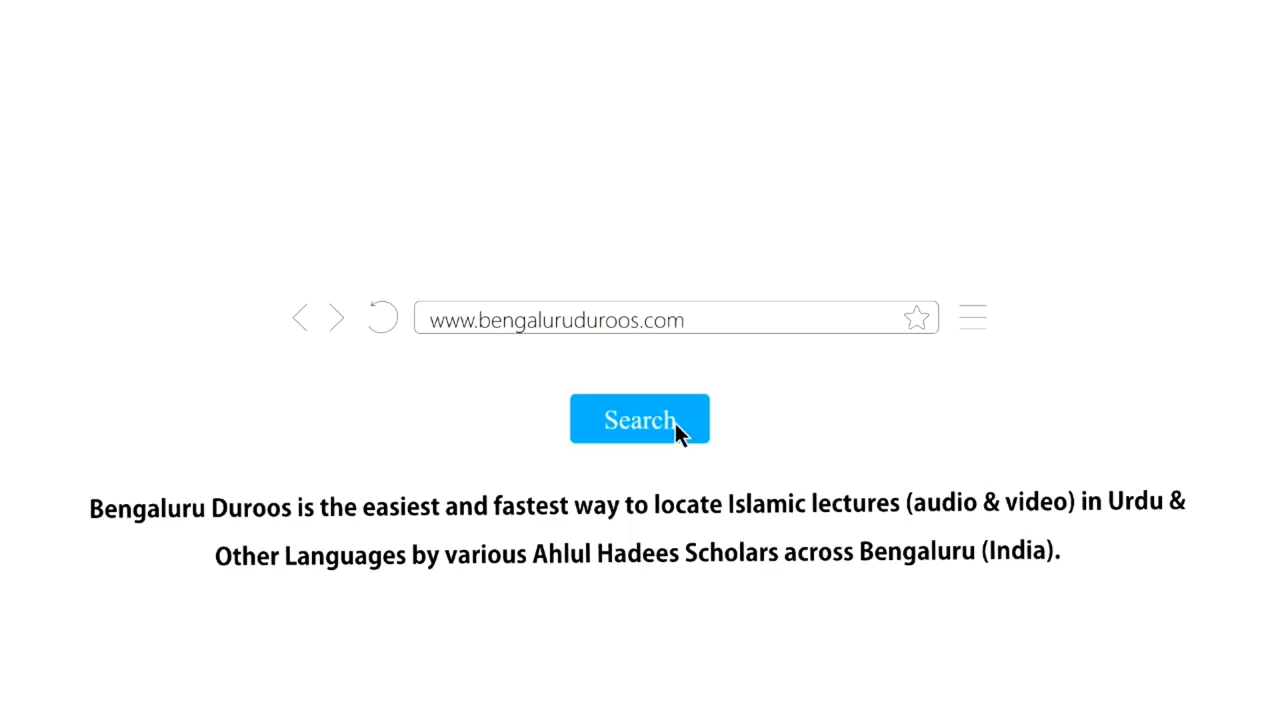 www.bengaluruduroos.com
Search
Bengaluru Duroos is the easiest and fastest way to locate Islamic lectures (audio & video) in Urdu &
Other Languages by various Ahlul Hadees Scholars across Bengaluru (India).